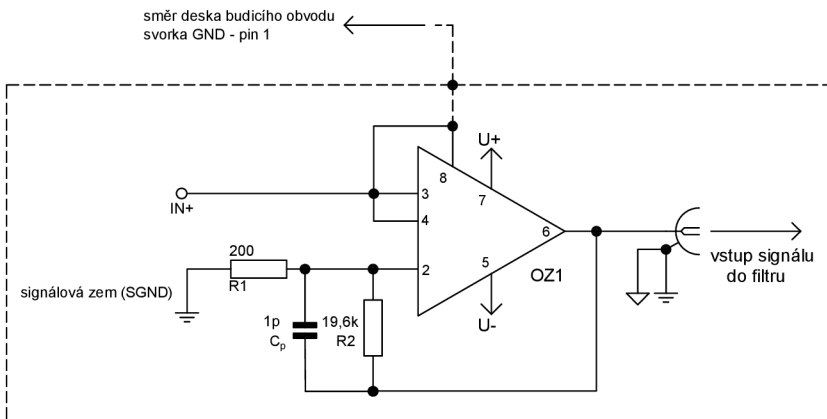 směr deska budicího obvodu
svorka GND - pin 1
U+
8
7
3
IN+
4
6
200
2
5
OZ1
vstup signálu
do filtru
R1
signálová zem (SGND)
1p
19,6k
U-
Cp
R2